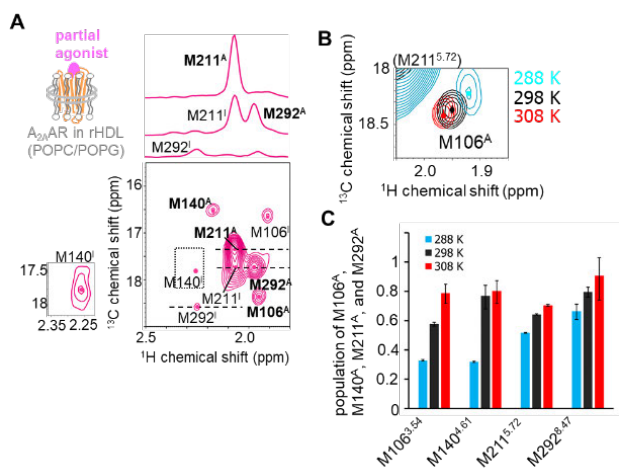 A
partial
agonist
A2AAR in rHDL
(POPC/POPG)
M211A
M211I
M292A
M292I
M140A
M211A
M106I
M140I
M292A
M211I
M106A
M292I
16
17
18
13C chemical shift (ppm)
2.5
2.0
1H chemical shift (ppm)
M140I
17.5
18
2.35
2.25
B
(M2115.72)
18
18.5
13C chemical shift (ppm)
M106A
288 K
298 K
308 K
2
1.9
1H chemical shift (ppm)
C
288 K
298 K
308 K
population of M106A,
M140A, M211A, and M292A
1
0.8
0.6
0.4
0.2
0
M1063.54
M1404.61
M2115.72
M2928.47